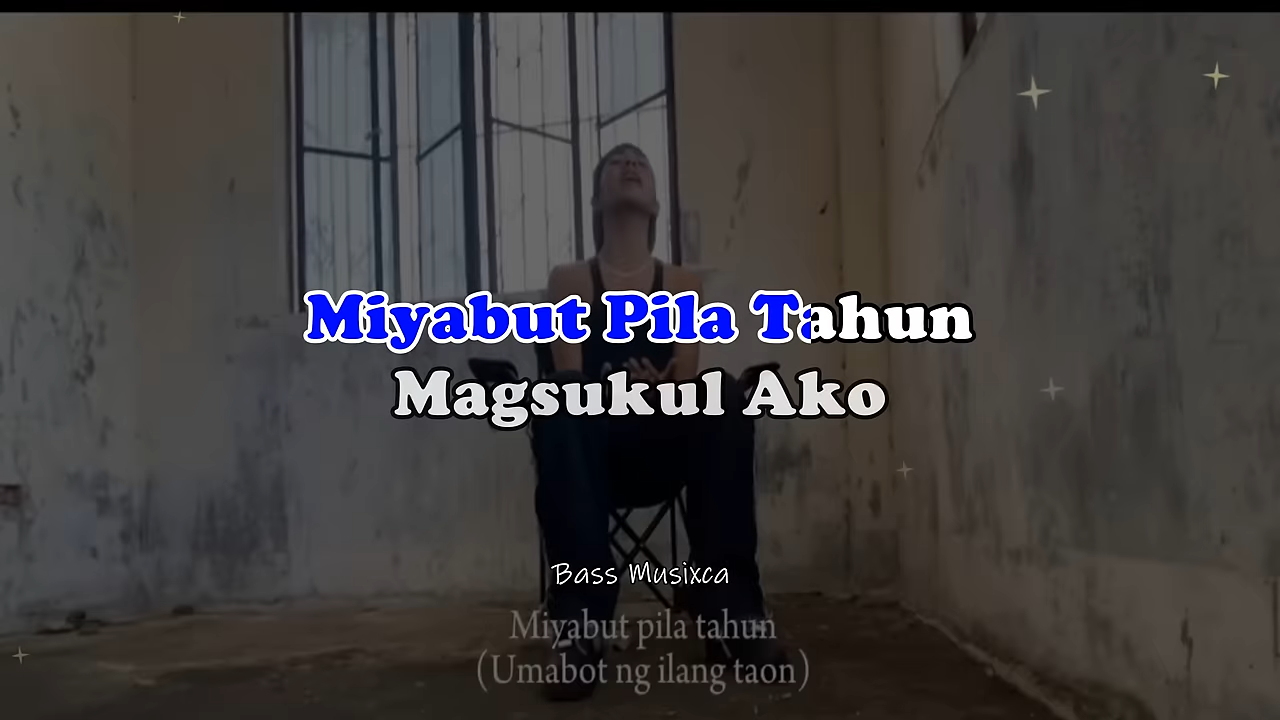 Miyabut Pila Tahun
Magsukul Ako
Bass Musixca
Miyabut pila tahun
(Umabot ng ilang taon)